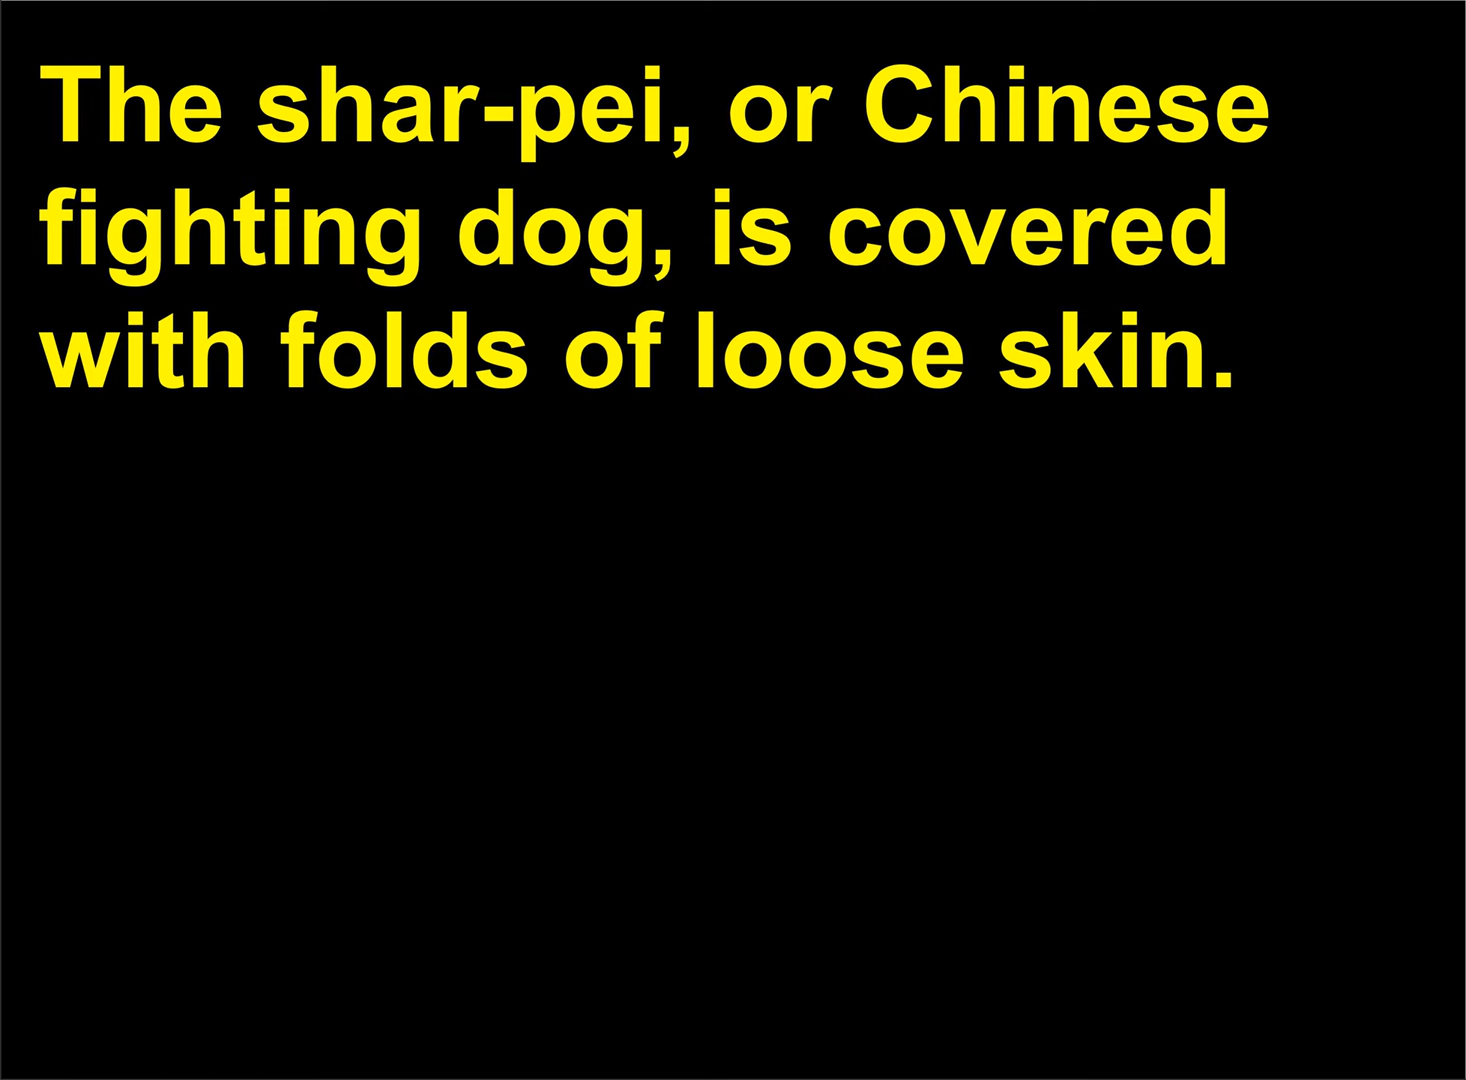 The shar-pei, or Chinese
fighting dog, is covered
with folds of loose skin.